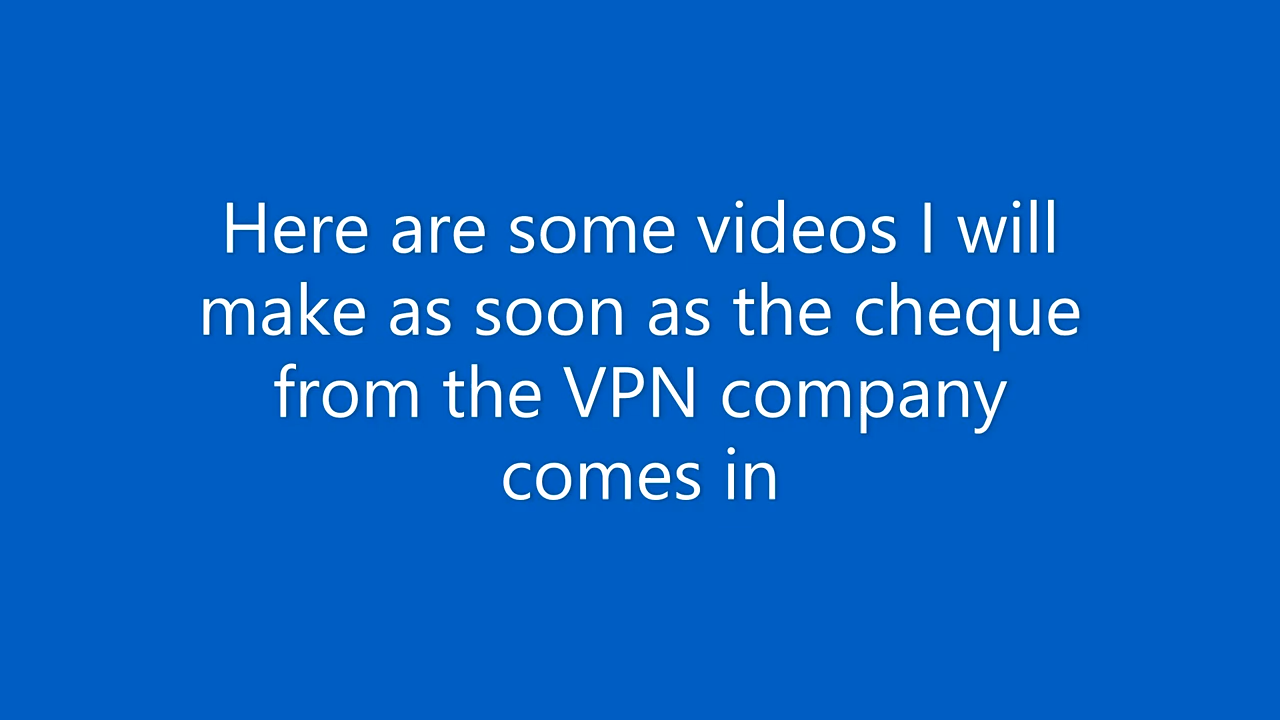 Here are some videos I will
make as soon as the cheque
from the VPN company
comes in